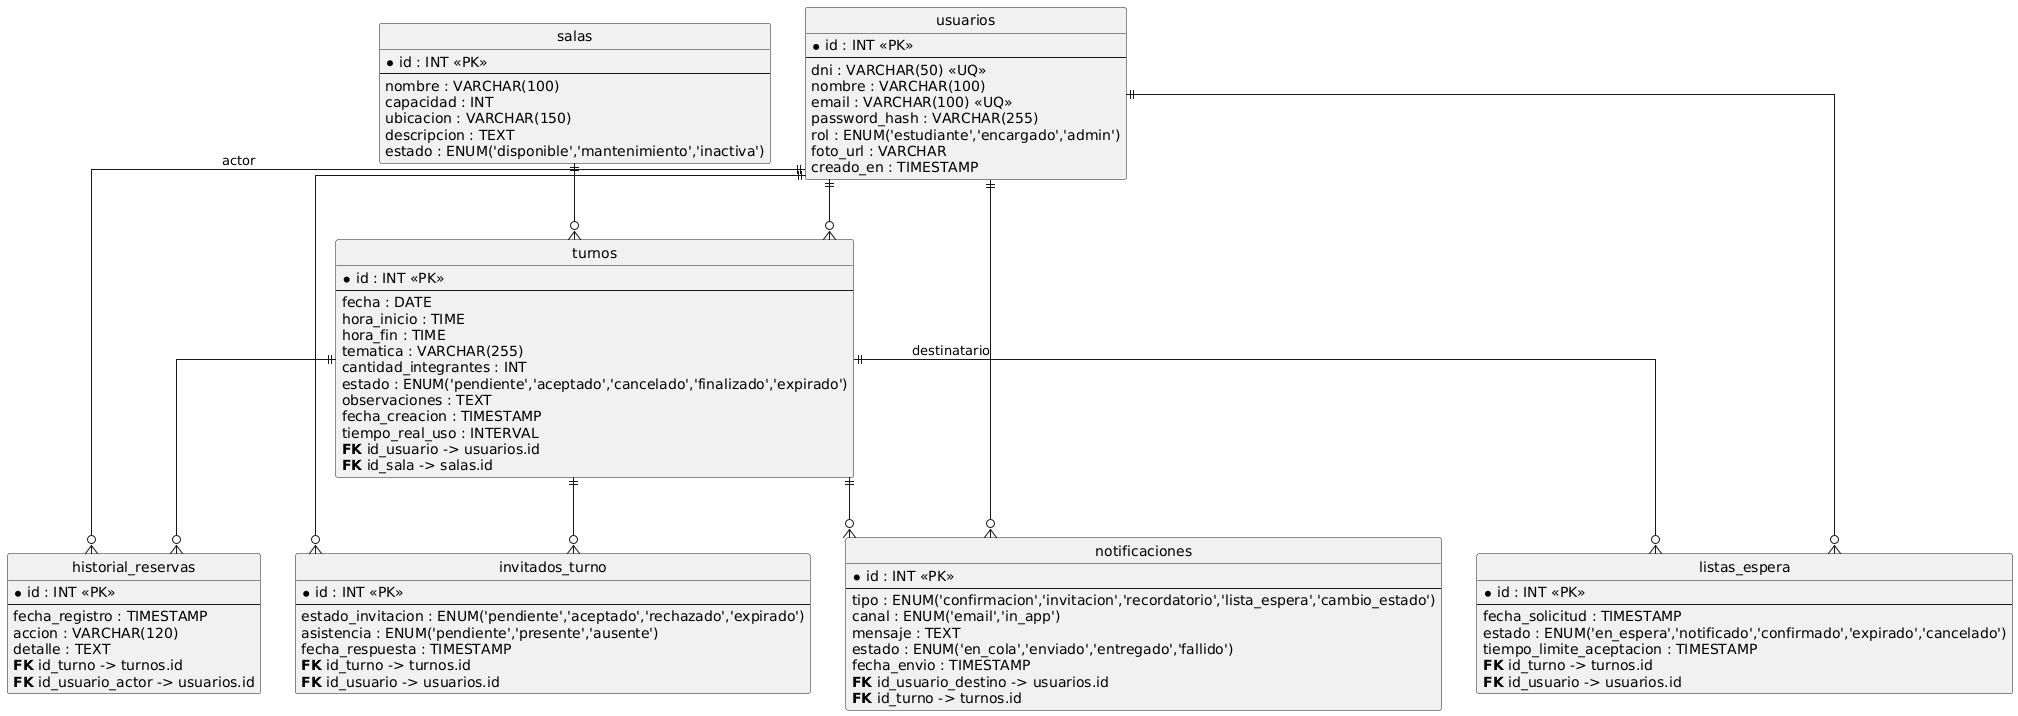 salas
* id : INT «PK»
nombre : VARCHAR(100)
capacidad : INT
ubicacion : VARCHAR(150)
descripcion : TEXT
estado : ENUM('disponible','mantenimiento','inactiva')
usuarios
* id : INT «PK»
dni : VARCHAR(50) «UQ»
nombre : VARCHAR(100)
email : VARCHAR(100) «UQ»
password_hash : VARCHAR(255)
rol : ENUM('estudiante','encargado','admin')
foto_url : VARCHAR
creado_en : TIMESTAMP
actor
turnos
* id : INT «PK»
fecha : DATE
hora_inicio : TIME
hora_fin : TIME
tematica : VARCHAR(255)
cantidad_integrantes : INT
estado : ENUM('pendiente','aceptado','cancelado','finalizado','expirado')
observaciones : TEXT
fecha_creacion : TIMESTAMP
tiempo_real_uso : INTERVAL
FK id_usuario -> usuarios.id
FK id_sala -> salas.id
destinatario
historial_reservas
* id : INT «PK»
fecha_registro : TIMESTAMP
accion : VARCHAR(120)
detalle : TEXT
FK id_turno -> turnos.id
FK id_usuario_actor -> usuarios.id
invitados_turno
* id : INT «PK»
estado_invitacion : ENUM('pendiente','aceptado','rechazado','expirado')
asistencia : ENUM('pendiente','presente','ausente')
fecha_respuesta : TIMESTAMP
FK id_turno -> turnos.id
FK id_usuario -> usuarios.id
notificaciones
* id : INT «PK»
tipo : ENUM('confirmacion','invitacion','recordatorio','lista_espera','cambio_estado')
canal : ENUM('email','in_app')
mensaje : TEXT
estado : ENUM('en_cola','enviado','entregado','fallido')
fecha_envio : TIMESTAMP
FK id_usuario_destino -> usuarios.id
FK id_turno -> turnos.id
listas_espera
* id : INT «PK»
fecha_solicitud : TIMESTAMP
estado : ENUM('en_espera','notificado','confirmado','expirado','cancelado')
tiempo_limite_aceptacion : TIMESTAMP
FK id_turno -> turnos.id
FK id_usuario -> usuarios.id